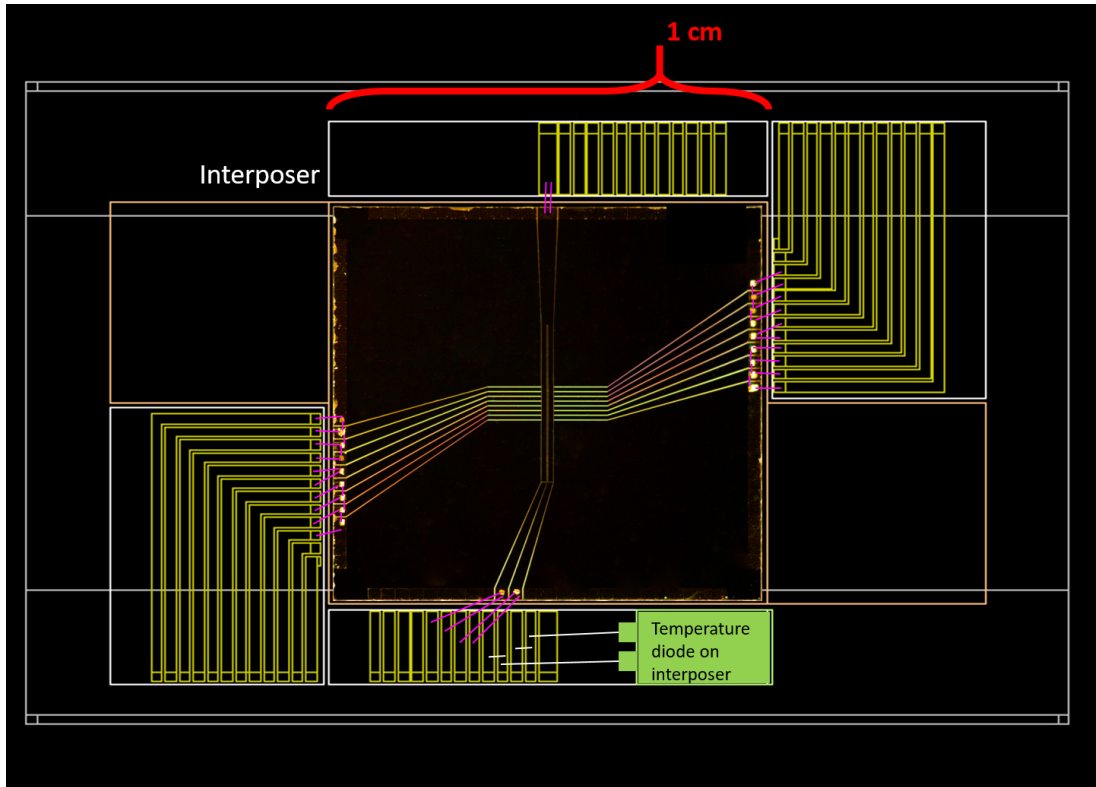 1 cm
Interposer
Temperature
diode on
interposer